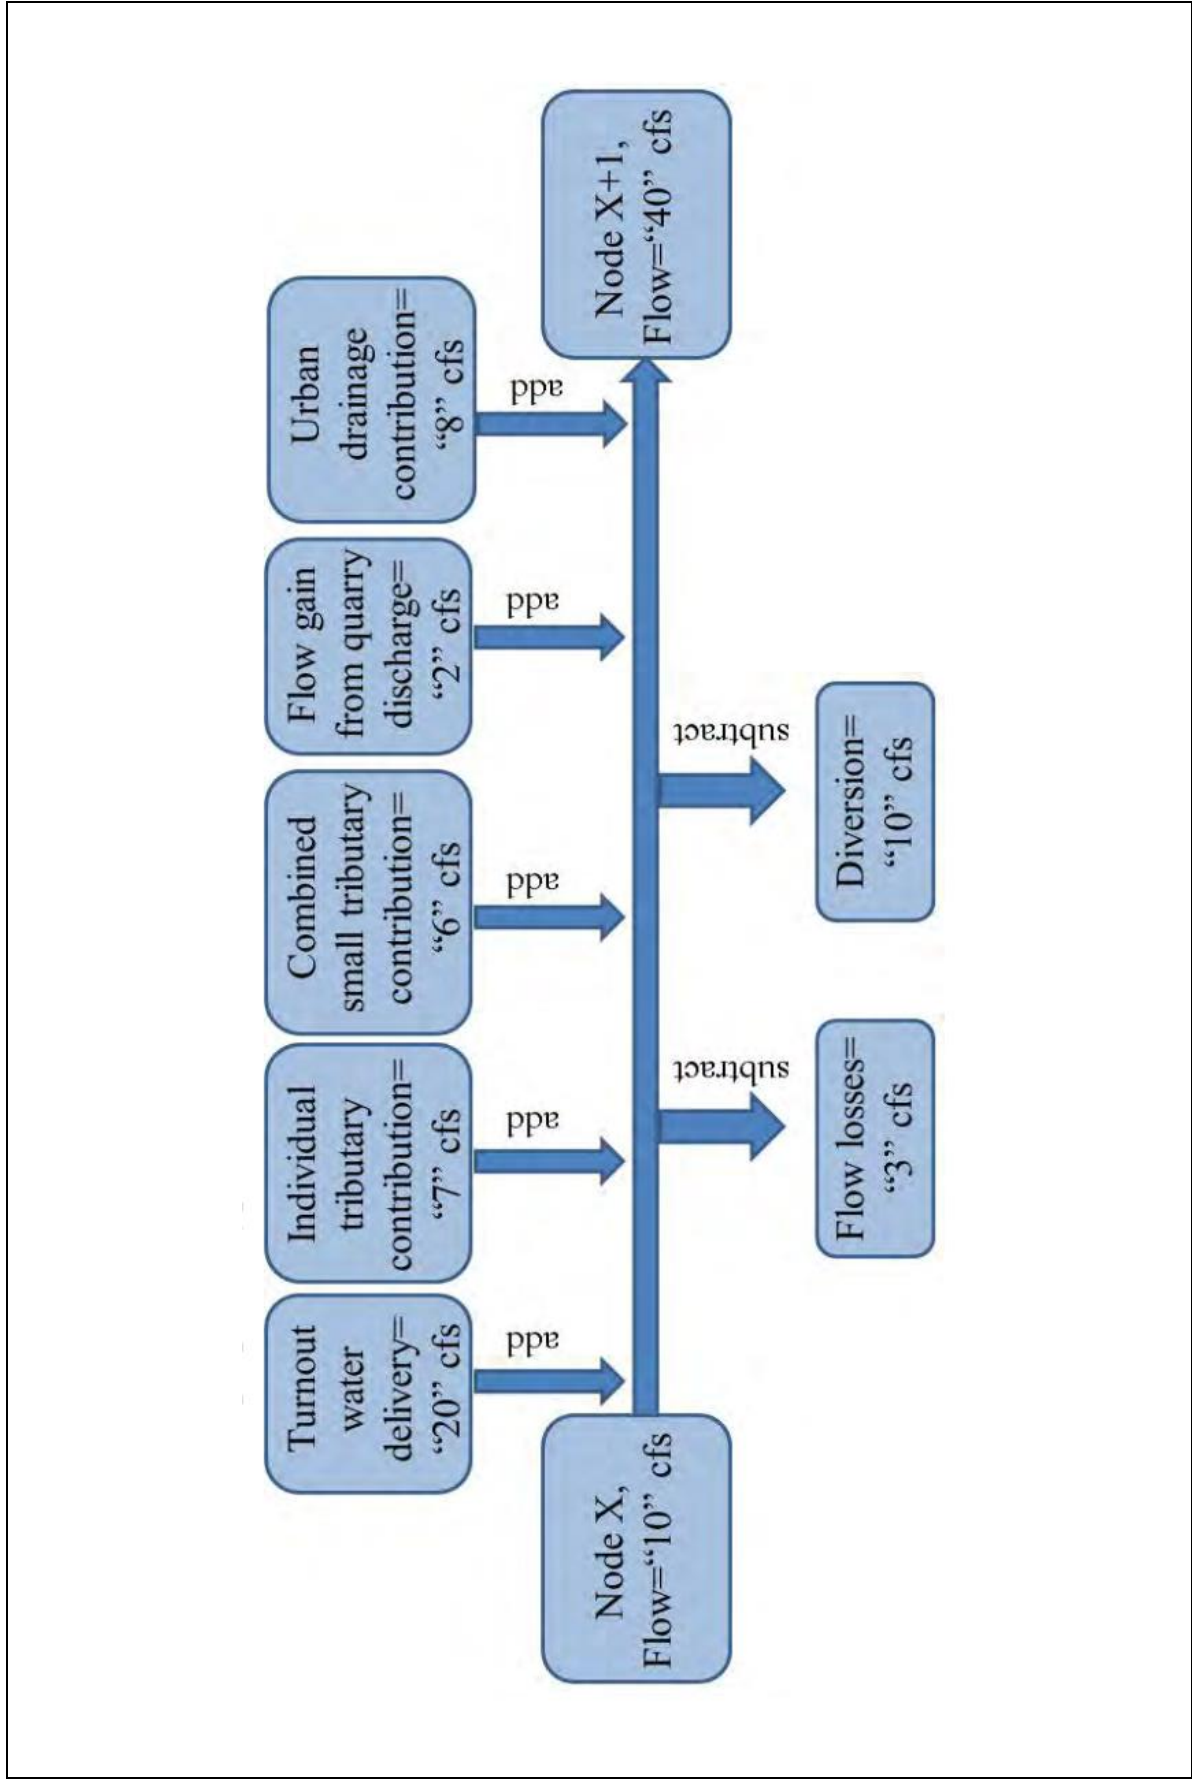 Turnout
water
delivery=
“20” cfs
add
Individual
tributary
contribution=
“7” cfs
add
Combined
small tributary
contribution=
“6” cfs
add
Flow gain
from quarry
discharge=
“2” cfs
add
Urban
drainage
contribution=
“8” cfs
add
Node X,
Flow=“10” cfs
Node X+1,
Flow=“40” cfs
subtract
Flow losses=
“3” cfs
subtract
Diversion=
“10” cfs